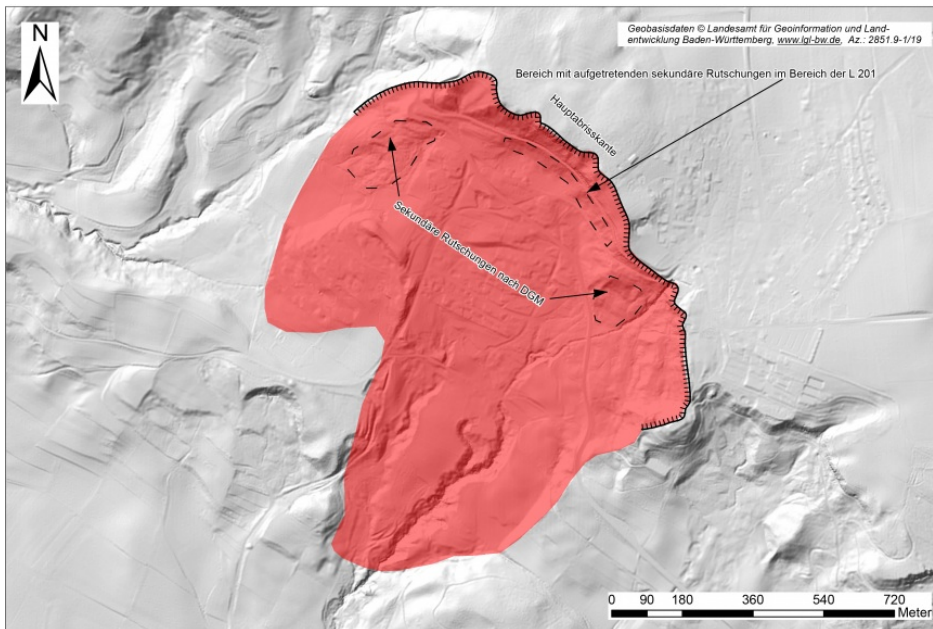 N
Geobasisdaten © Landesamt für Geoinformation und Land-
entwicklung Baden-Württemberg, www.lgl-bw.de, Az.: 2851.9-1/19
Bereich mit aufgetretenden sekundäre Rutschungen im Bereich der L 201
Hauptabrisskante
Sekundäre Rutschungen nach DGM
0 90 180 360 540 720
Meter